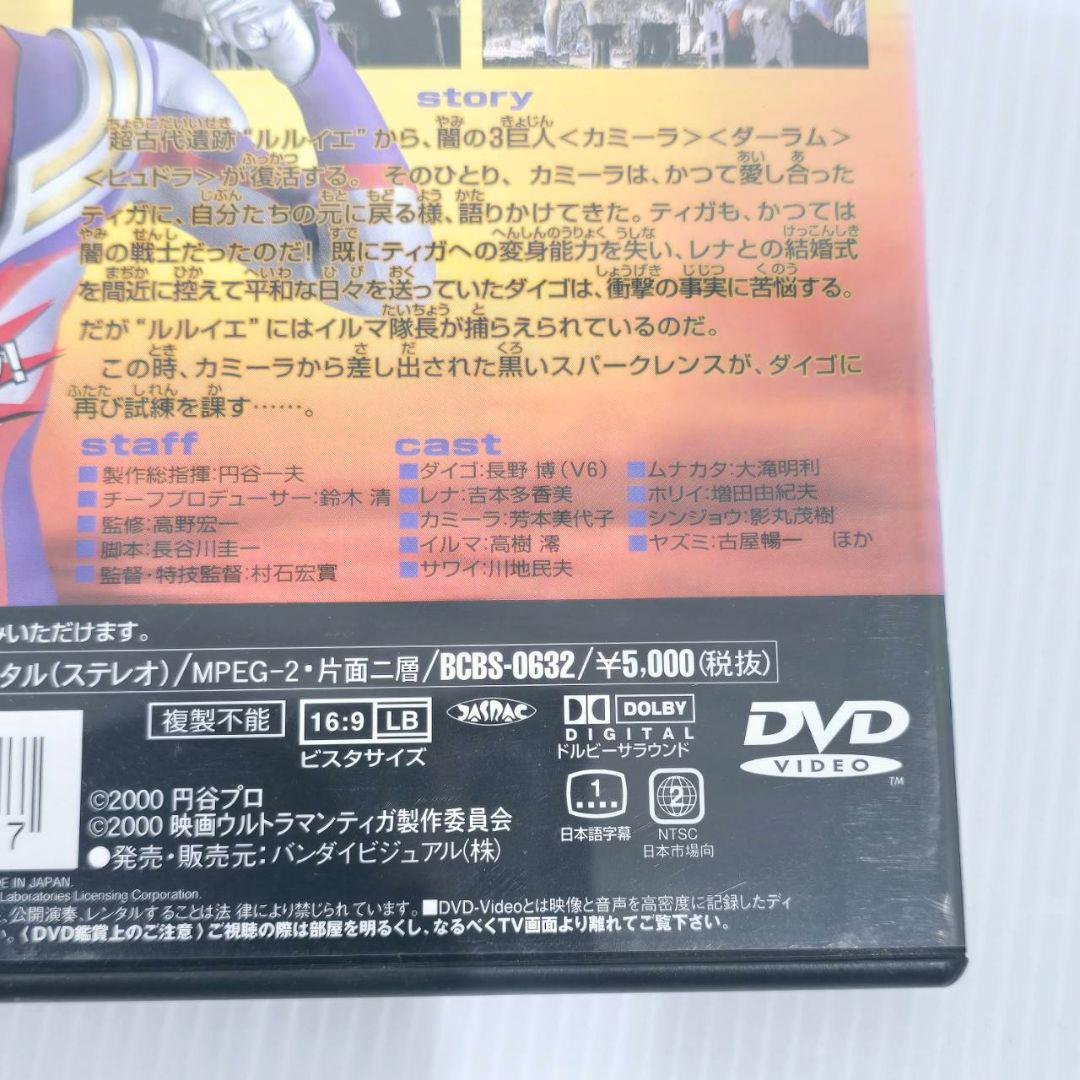 story
超古代遺跡“ルルイエ”から、闇の3巨人＜カミーラ＞＜ダーラム＞
＜ヒュドラ＞が復活する。そのひとり、カミーラは、かつて愛し合った
ティガに、自分たちの元に戻る様、語りかけてきた。ティガも、かつては
闇の戦士だったのだ! 既にティガへの変身能力を失い、レナとの結婚式
を間近に控えて平和な日々を送っていたダイゴは、衝撃の事実に苦悩する。
だが“ルルイエ”にはイルマ隊長が捕らえられているのだ。
この時、カミーラから差し出された黒いスパークレンスが、ダイゴに
再び試練を課す……。
staff
■製作総指揮:円谷一夫
■チーフプロデューサー:鈴木 清
■監修:高野宏一
■脚本:長谷川圭一
■監督・特技監督:村石宏實
cast
■ダイゴ:長野 博(V6)
■レナ:吉本多香美
■カミーラ:芳本美代子
■イルマ:高樹 澪
■サワイ:川地民夫
■ムナカタ:大滝明利
■ホリイ:増田由紀夫
■シンジョウ:影丸茂樹
■ヤズミ:古屋暢一 ほか
いただけます。
タル(ステレオ)/MPEG-2・片面二層/BCBS-0632/¥5,000(税抜)
複製不能
16:9 LB
ビスタサイズ
JASRAC
DOLBY
DIGITAL
ドルビーサラウンド
DVD
VIDEO
TM
1
日本語字幕
2
NTSC
日本市場向
7
©2000 円谷プロ
©2000 映画ウルトラマンティガ製作委員会
●発売・販売元:バンダイビジュアル(株)
E IN JAPAN.
Laboratories Licensing Corporation.
、公開演奏、レンタルすることは法律により禁じられています。■DVD-Videoとは映像と音声を高密度に記録したディ
。《DVD鑑賞上のご注意》ご視聴の際は部屋を明るくし、なるべくTV画面より離れてご覧下さい。